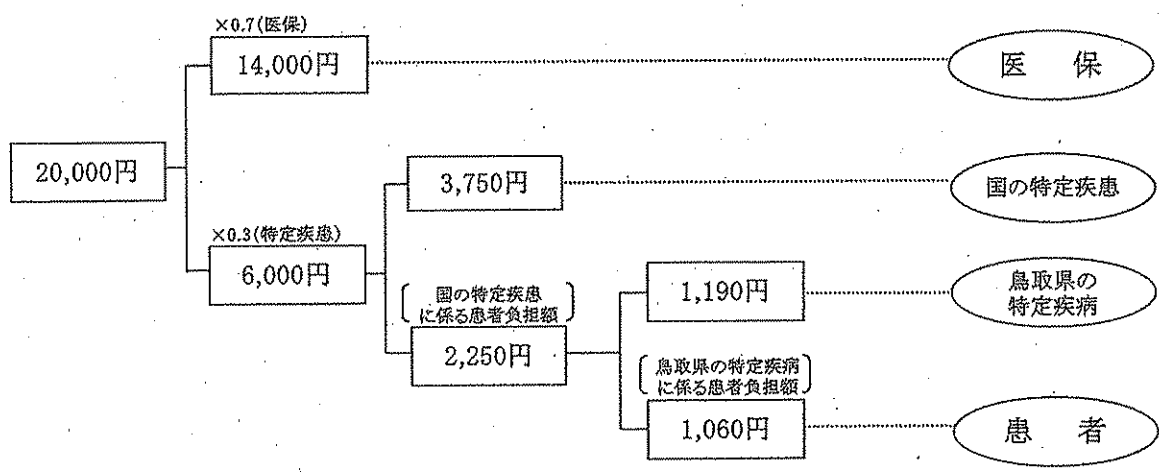 ×0.7(医保)
14,000円
医 保
20,000円
3,750円
国の特定疾患
×0.3(特定疾患)
6,000円
国の特定疾患
に係る患者負担額
2,250円
1,190円
鳥取県の
特定疾病
鳥取県の特定疾病
に係る患者負担額
1,060円
患 者